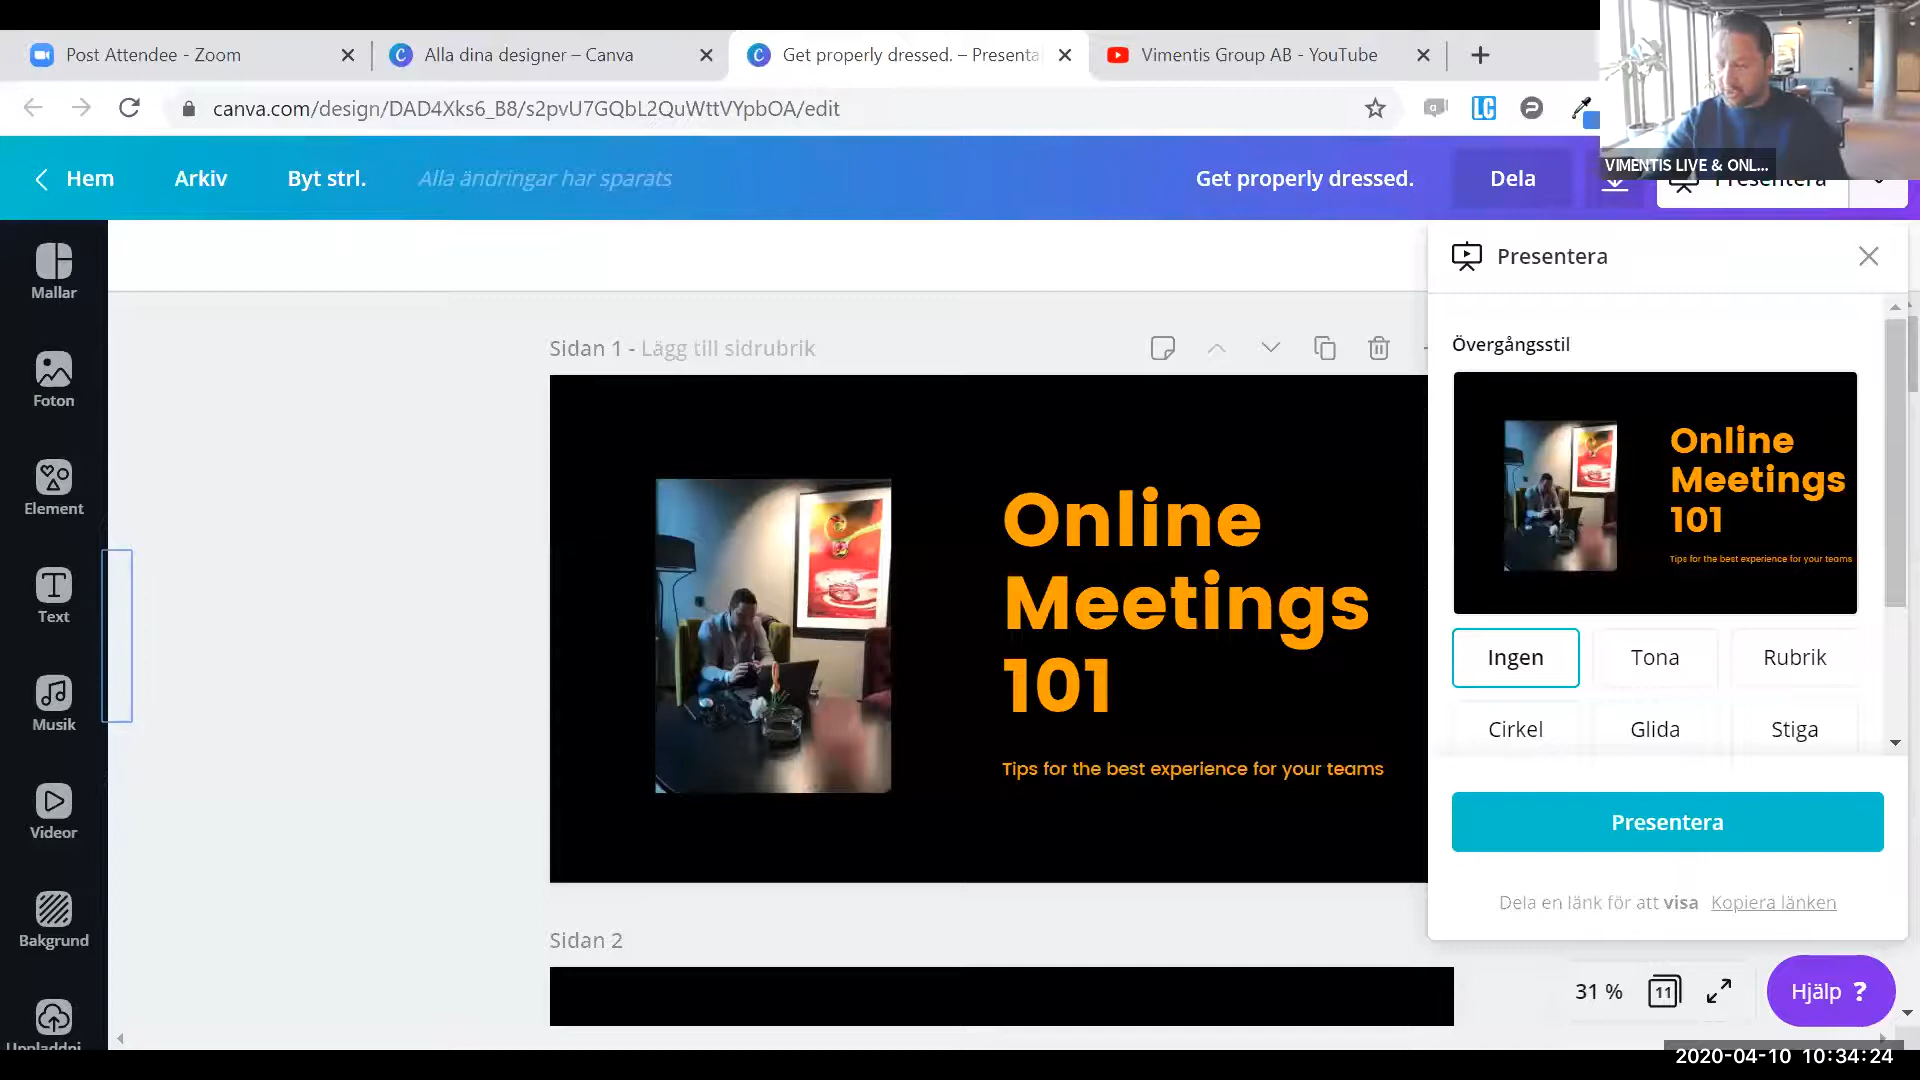 Post Attendee - Zoom
Alla dina designer – Canva
Get properly dressed. – Presenta
Vimentis Group AB - YouTube
canva.com/design/DAD4Xks6_B8/s2pvU7GQbL2QuWttVYpbOA/edit
VIMENTIS LIVE & ONL...
Hem
Arkiv
Byt strl.
Alla ändringar har sparats
Get properly dressed.
Dela
Presentera
Mallar
Foton
Element
Text
Musik
Videor
Bakgrund
Uppladdni...
Sidan 1 - Lägg till sidrubrik
Online
Meetings
101
Tips for the best experience for your teams
Sidan 2
Presentera
Övergångsstil
Online
Meetings
101
Tips for the best experience for your teams
Ingen
Tona
Rubrik
Cirkel
Glida
Stiga
Presentera
Dela en länk för att visa Kopiera länken
31 %
11
Hjälp ?
2020-04-10 10:34:24